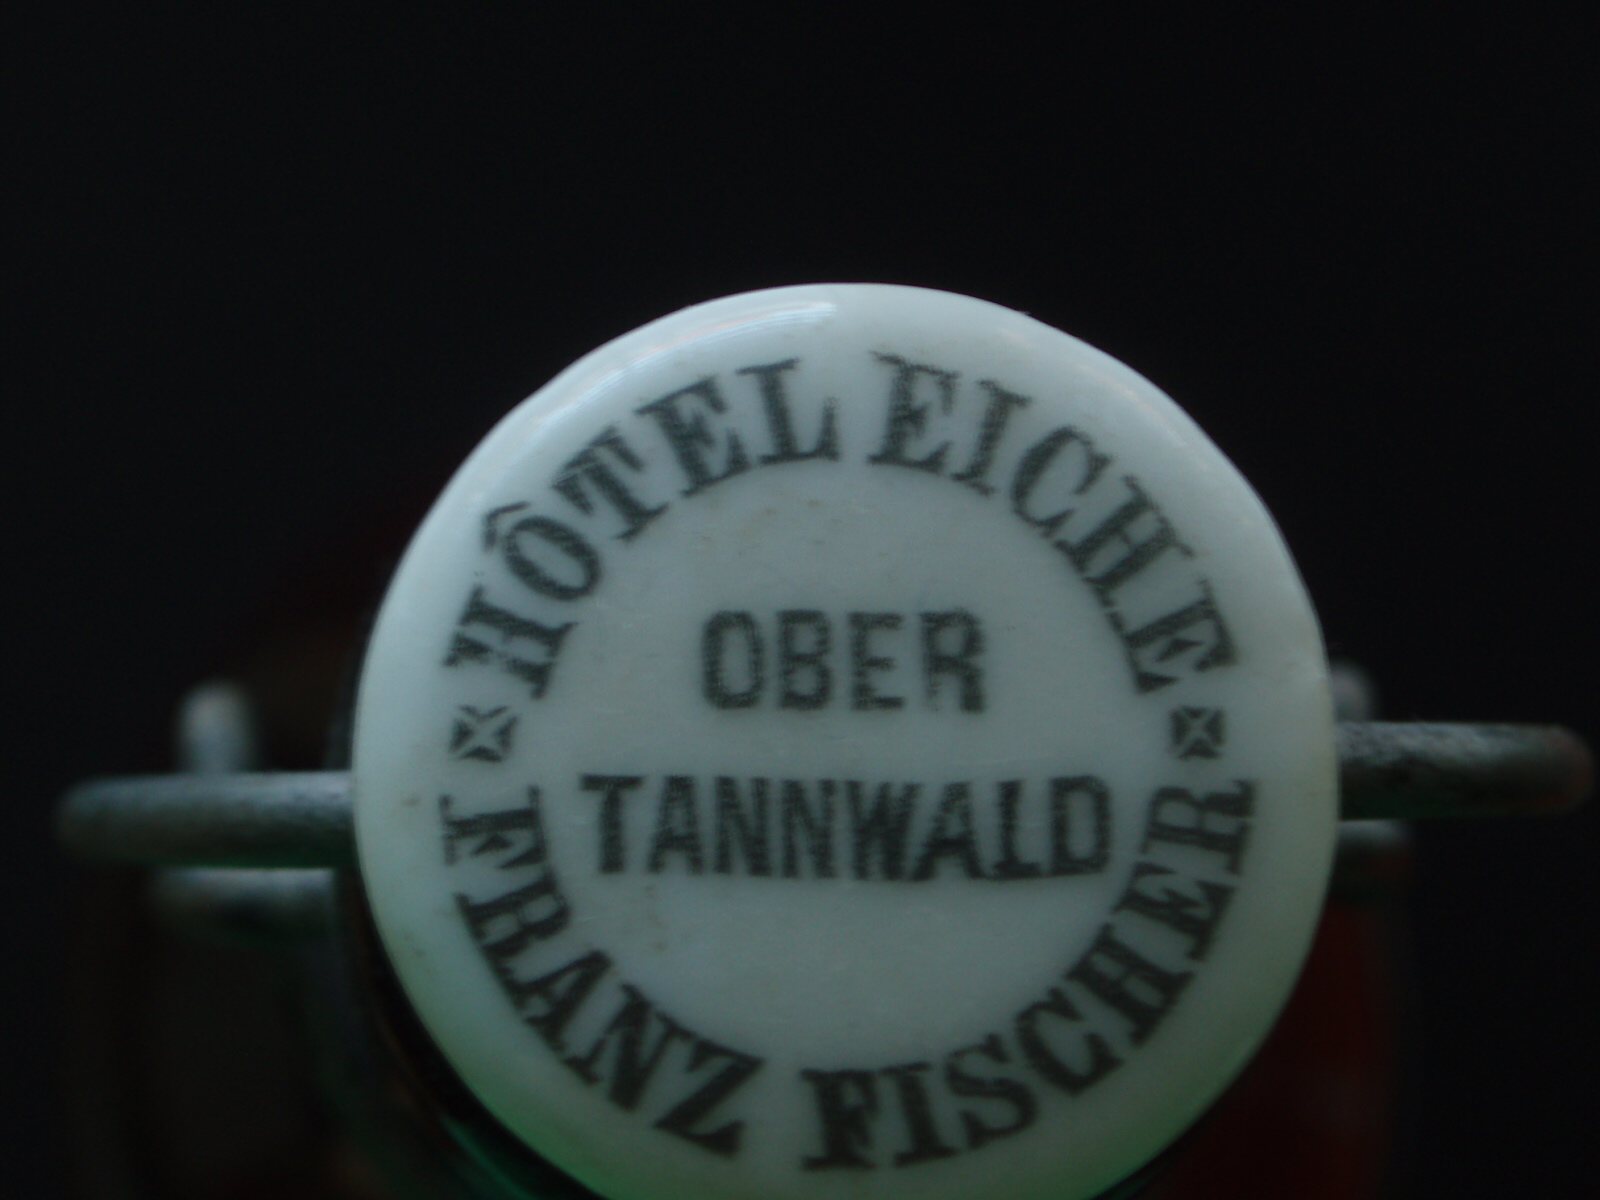 HÔTEL EICHE
OBER
TANNWALD
FRANZ FISCHER